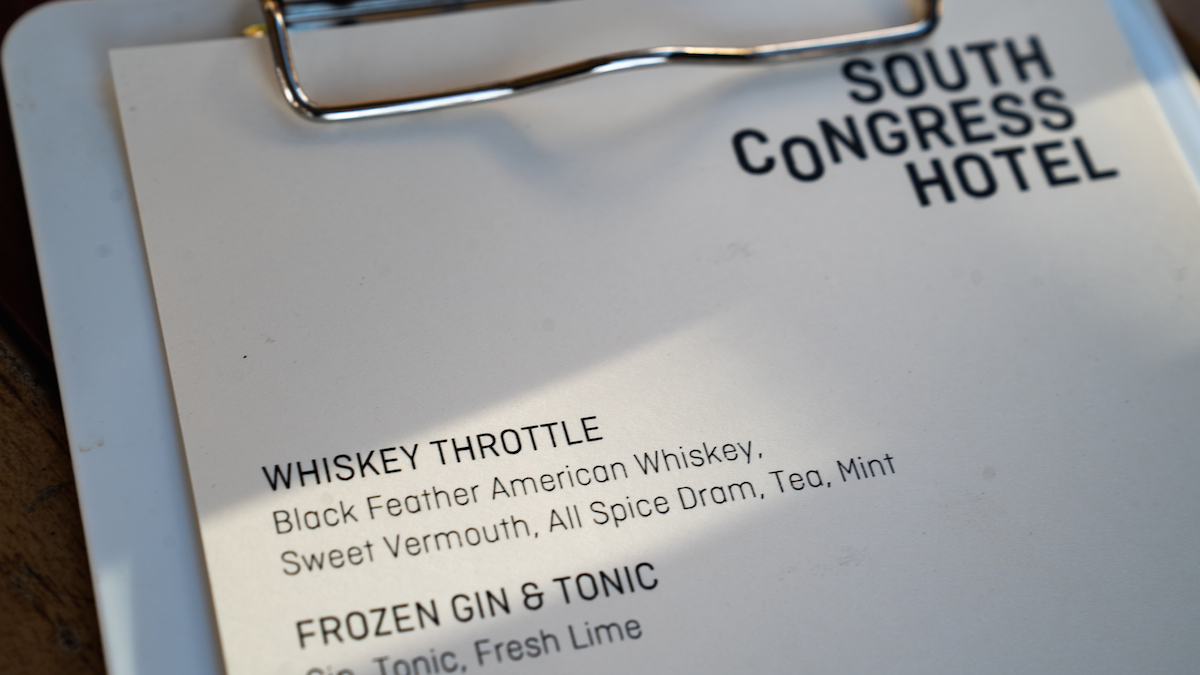 SOUTH
CoNGRESS
HOTEL
WHISKEY THROTTLE
Black Feather American Whiskey,
Sweet Vermouth, All Spice Dram, Tea, Mint
FROZEN GIN & TONIC
Gin, Tonic, Fresh Lime